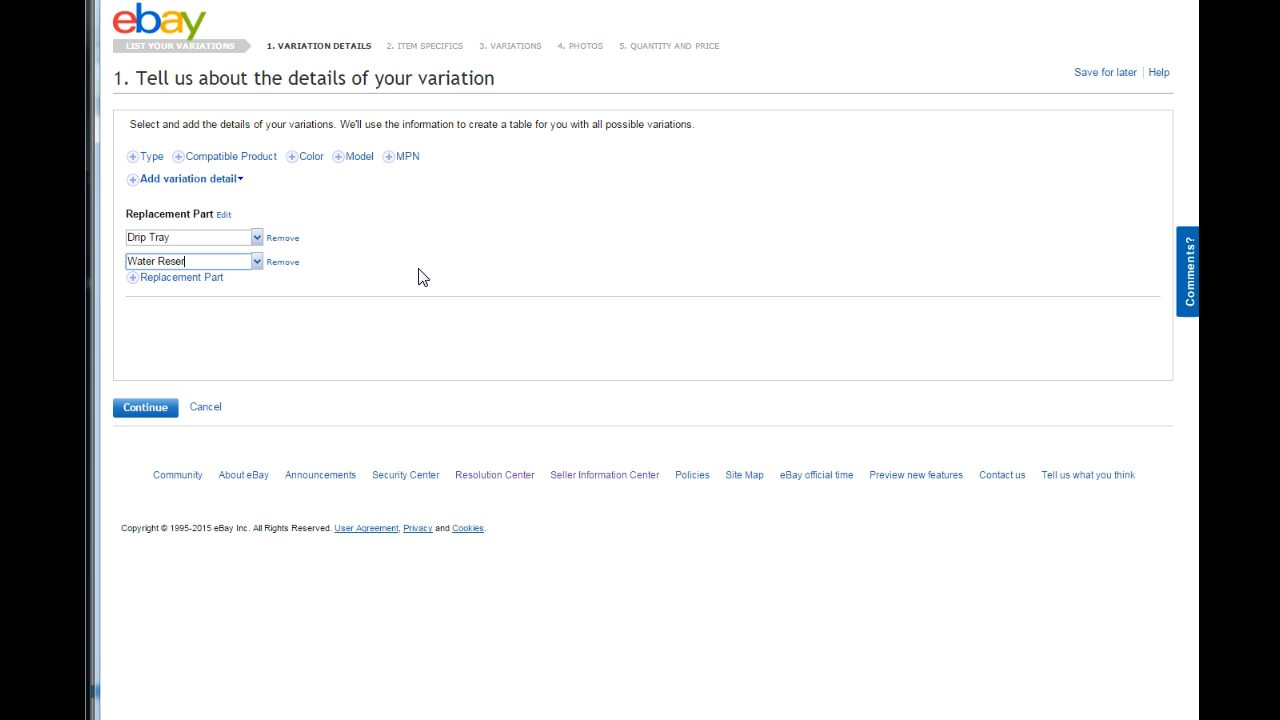 ebay
LIST YOUR VARIATIONS 1. VARIATION DETAILS 2. ITEM SPECIFICS 3. VARIATIONS 4. PHOTOS 5. QUANTITY AND PRICE
1. Tell us about the details of your variation
Save for later Help
Select and add the details of your variations. We'll use the information to create a table for you with all possible variations.
Type Compatible Product Color Model MPN
Add variation detail
Replacement Part Edit
Drip Tray Remove
Water Reser Remove
Replacement Part
Comments?
Continue Cancel
Community About eBay Announcements Security Center Resolution Center Seller Information Center Policies Site Map eBay official time Preview new features Contact us Tell us what you think
Copyright © 1995-2015 eBay Inc. All Rights Reserved. User Agreement, Privacy and Cookies.